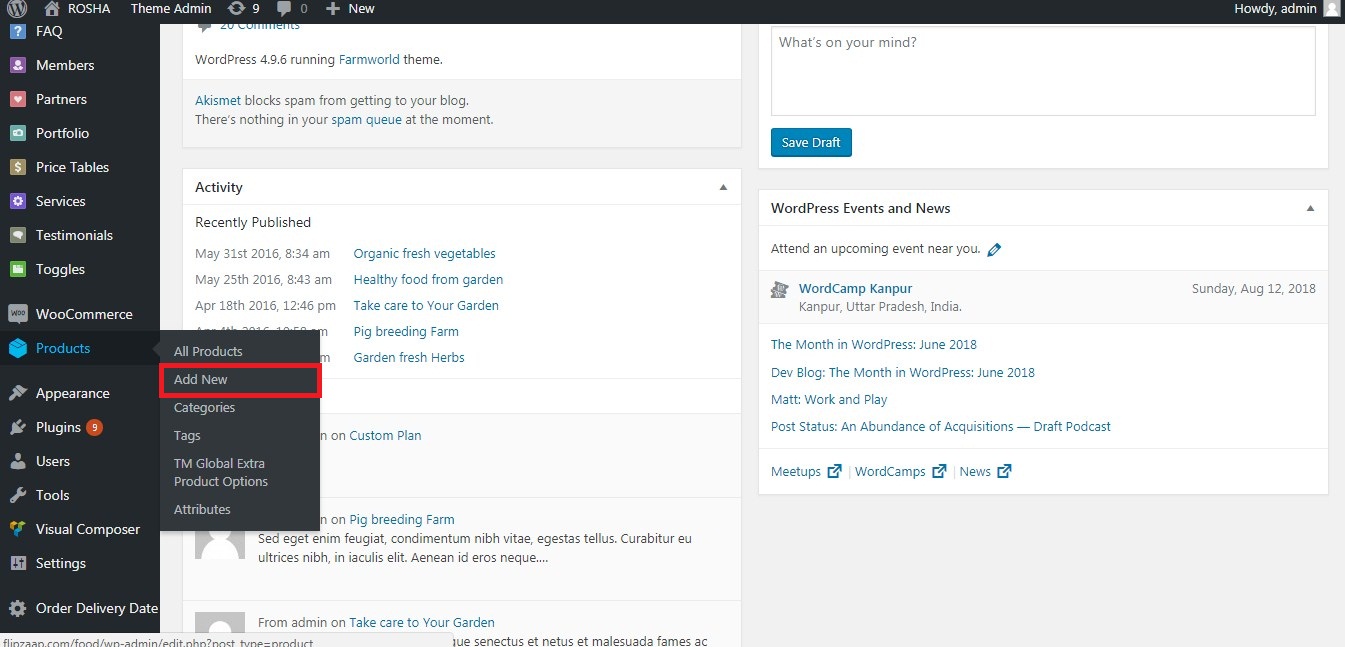 ROSHA
Theme Admin
9
0
New
Howdy, admin
FAQ
Members
Partners
Portfolio
Price Tables
Services
Testimonials
Toggles
WooCommerce
Products
Appearance
Plugins 9
Users
Tools
Visual Composer
Settings
Order Delivery Date
flipzaap.com/food/wp-admin/edit.php?post_type=product
All Products
Add New
Categories
Tags
TM Global Extra
Product Options
Attributes
20 Comments
WordPress 4.9.6 running Farmworld theme.
Akismet blocks spam from getting to your blog.
There's nothing in your spam queue at the moment.
Activity
Recently Published
May 31st 2016, 8:34 am Organic fresh vegetables
May 25th 2016, 8:43 am Healthy food from garden
Apr 18th 2016, 12:46 pm Take care to Your Garden
Pig breeding Farm
Garden fresh Herbs
on Custom Plan
on Pig breeding Farm
Sed eget enim feugiat, condimentum nibh vitae, egestas tellus. Curabitur eu
ultrices nibh, in iaculis elit. Aenean id eros neque....
From admin on Take care to Your Garden
senectus et netus et malesuada fames ac
What's on your mind?
Save Draft
WordPress Events and News
Attend an upcoming event near you.
WordCamp Kanpur
Sunday, Aug 12, 2018
Kanpur, Uttar Pradesh, India.
The Month in WordPress: June 2018
Dev Blog: The Month in WordPress: June 2018
Matt: Work and Play
Post Status: An Abundance of Acquisitions — Draft Podcast
Meetups | WordCamps | News